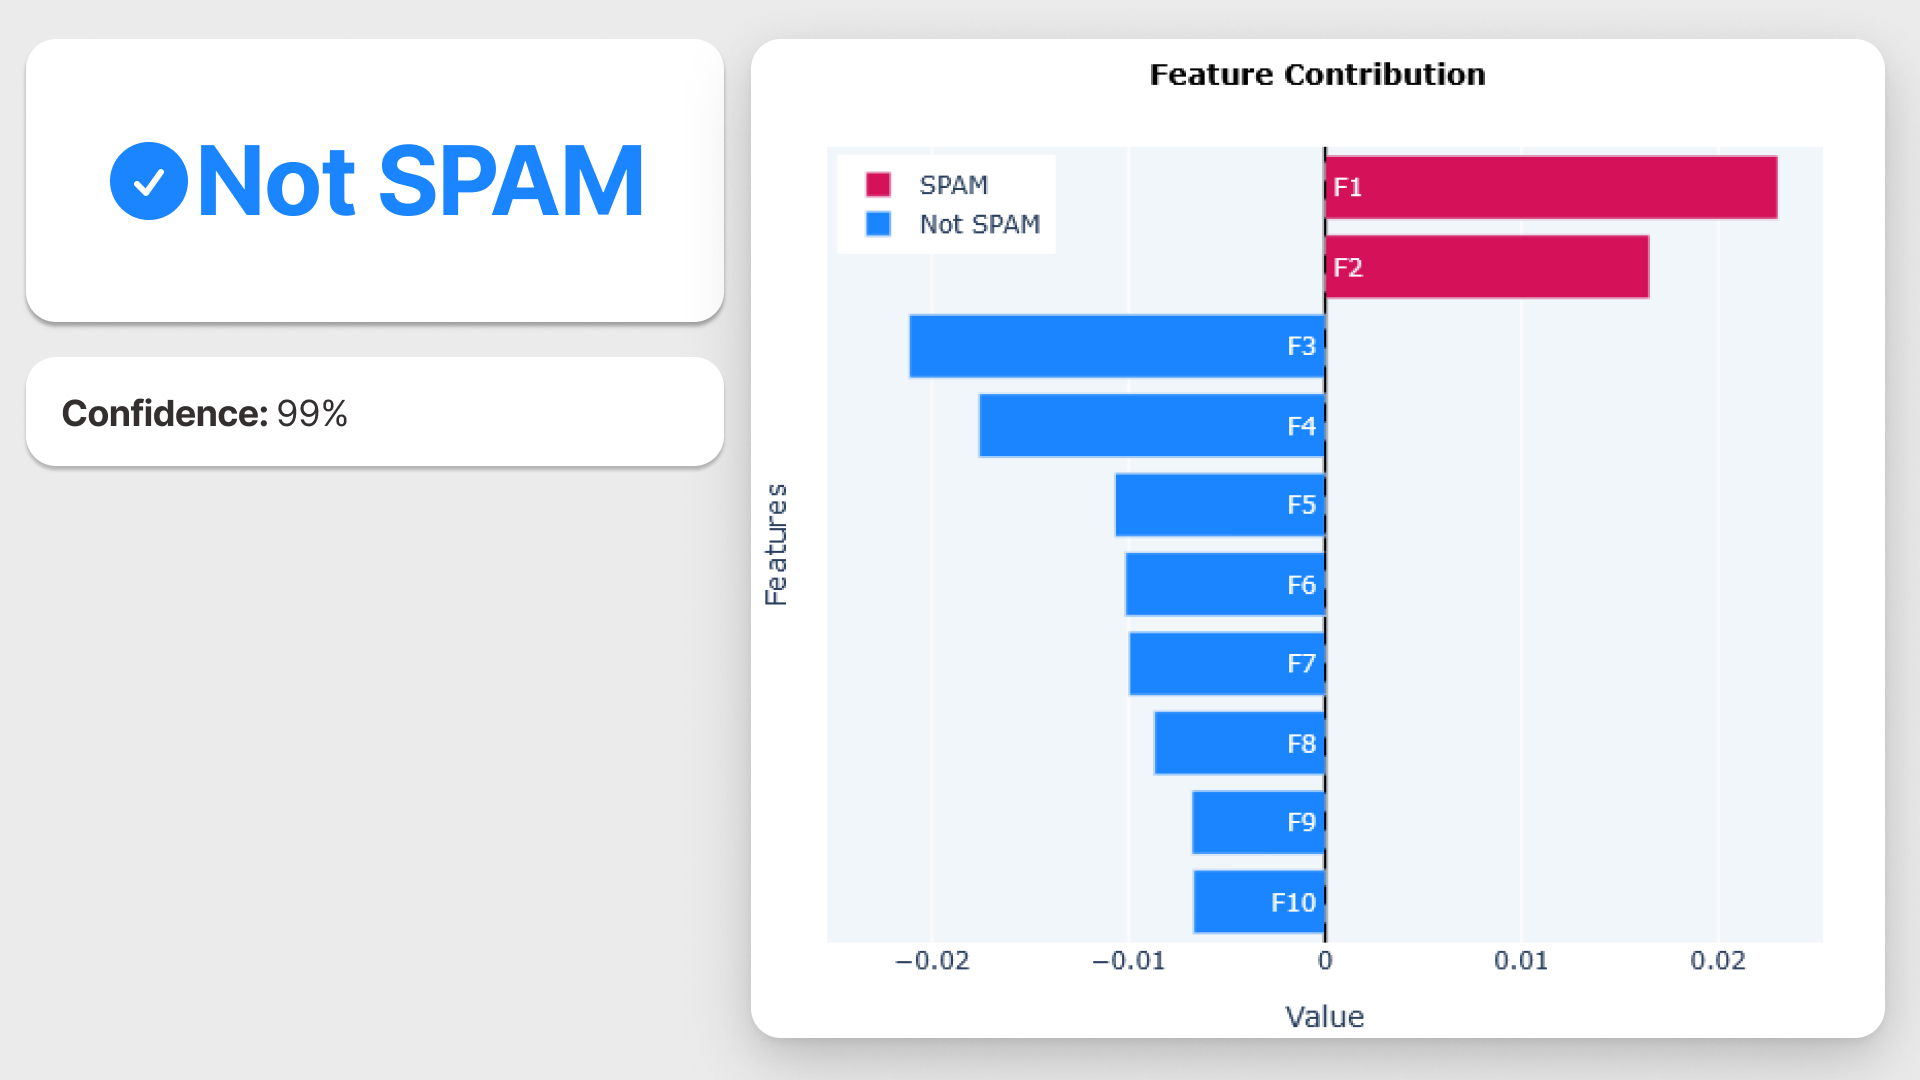 Not SPAM
Confidence: 99%
Feature Contribution
SPAM
Not SPAM
F1
F2
F3
F4
F5
F6
F7
F8
F9
F10
Features
−0.02
−0.01
0
0.01
0.02
Value